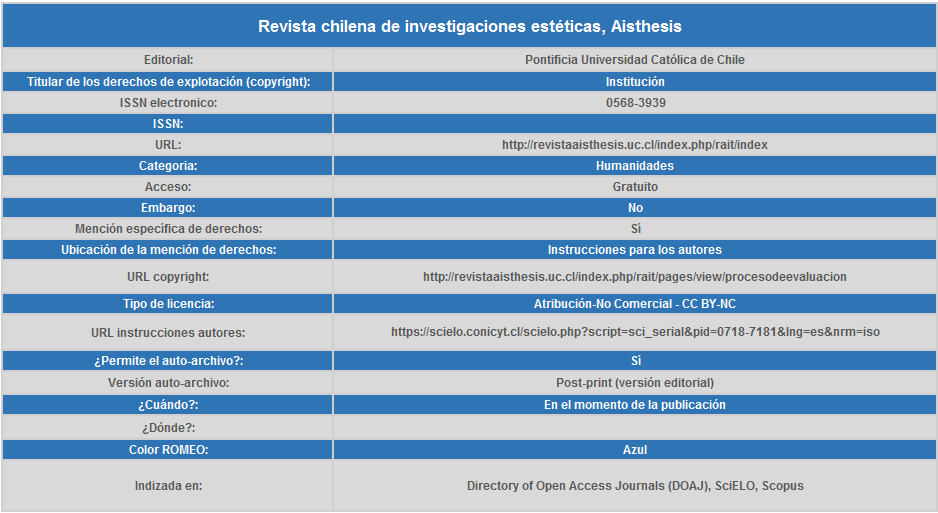 Revista chilena de investigaciones estéticas, Aisthesis
Editorial: Pontificia Universidad Católica de Chile
Titular de los derechos de explotación (copyright): Institución
ISSN electronico: 0568-3939
ISSN:
URL: http://revistaaisthesis.uc.cl/index.php/rait/index
Categoria: Humanidades
Acceso: Gratuito
Embargo: No
Mención específica de derechos: Sí
Ubicación de la mención de derechos: Instrucciones para los autores
URL copyright: http://revistaaisthesis.uc.cl/index.php/rait/pages/view/procesodeevaluacion
Tipo de licencia: Atribución-No Comercial - CC BY-NC
URL instrucciones autores: https://scielo.conicyt.cl/scielo.php?script=sci_serial&pid=0718-7181&lng=es&nrm=iso
¿Permite el auto-archivo?: Sí
Versión auto-archivo: Post-print (versión editorial)
¿Cuándo?: En el momento de la publicación
¿Dónde?:
Color ROMEO: Azul
Indizada en: Directory of Open Access Journals (DOAJ), SciELO, Scopus